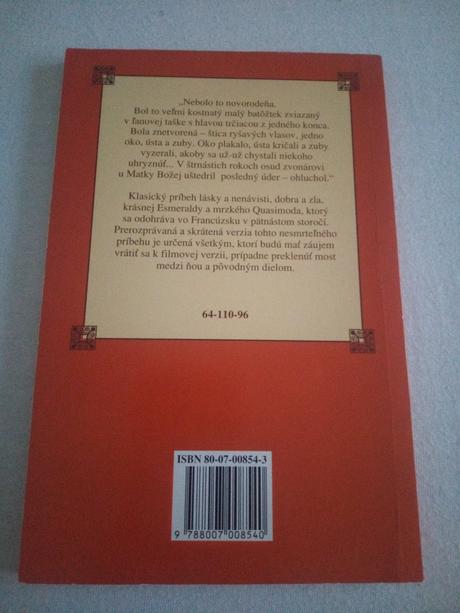 „Nebolo to novorodeňa.
Bol to veľmi kostnatý malý batôžtek zviazaný
v ľanovej taške s hlavou trčiacou z jedného konca.
Bola znetvorená – štica ryšavých vlasov, jedno
oko, ústa a zuby. Oko plakalo, ústa kričali a zuby
vyzerali, akoby sa už-už chystali niekoho
uhryznúť... V štrnástich rokoch osud zvonárovi
u Matky Božej uštedril posledný úder – ohluchol.“
Klasický príbeh lásky a nenávisti, dobra a zla,
krásnej Esmeraldy a mrzkého Quasimoda, ktorý
sa odohráva vo Francúzsku v pätnástom storočí.
Prerozprávaná a skrátená verzia tohto nesmrteľného
príbehu je určená všetkým, ktorí budú mať záujem
vrátiť sa k filmovej verzii, prípadne preklenúť most
medzi ňou a pôvodným dielom.
64-110-96
ISBN 80-07-00854-3
9 788007 008540